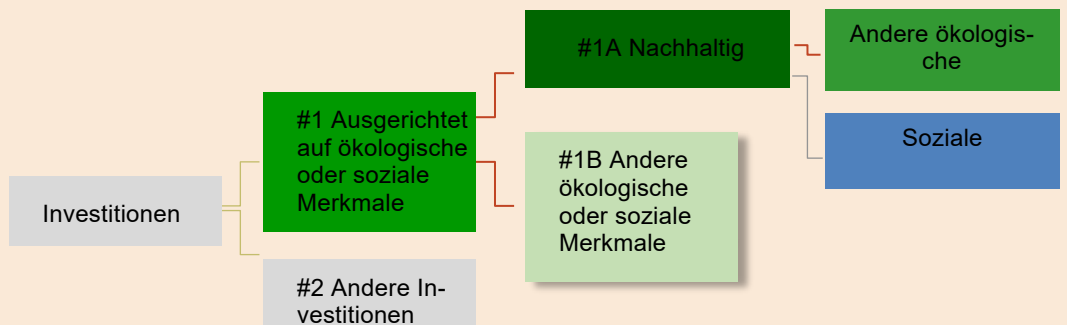 Investitionen
#1 Ausgerichtet
auf ökologische
oder soziale
Merkmale
#2 Andere In-
vestitionen
#1A Nachhaltig
#1B Andere
ökologische
oder soziale
Merkmale
Andere ökologis-
che
Soziale